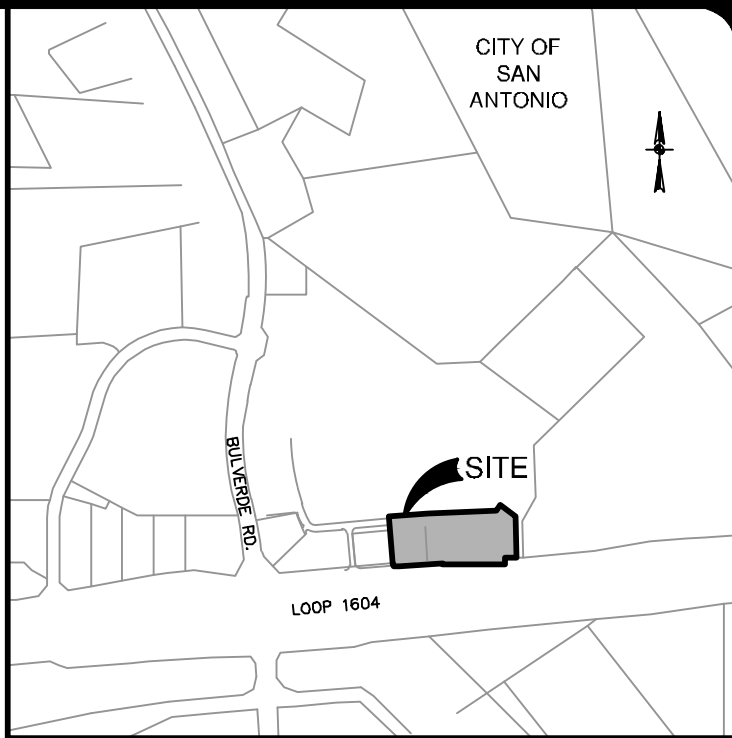 CITY OF
SAN
ANTONIO
SITE
BULVERDE RD.
LOOP 1604